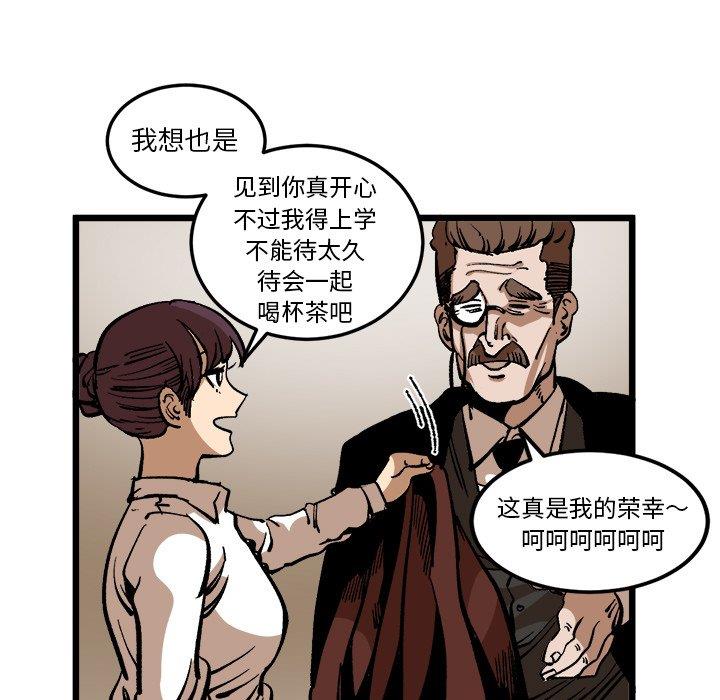 我想也是
见到你真开心
不过我得上学
不能待太久
待会一起
喝杯茶吧
这真是我的荣幸～
呵呵呵呵呵呵